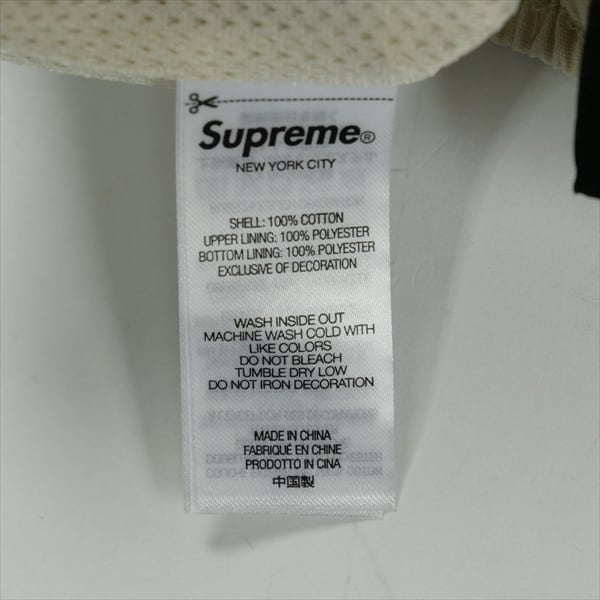 Supreme®
NEW YORK CITY
SHELL: 100% COTTON
UPPER LINING: 100% POLYESTER
BOTTOM LINING: 100% POLYESTER
EXCLUSIVE OF DECORATION
WASH INSIDE OUT
MACHINE WASH COLD WITH
LIKE COLORS
DO NOT BLEACH
TUMBLE DRY LOW
DO NOT IRON DECORATION
MADE IN CHINA
FABRIQUÉ EN CHINE
PRODOTTO IN CINA
中国製